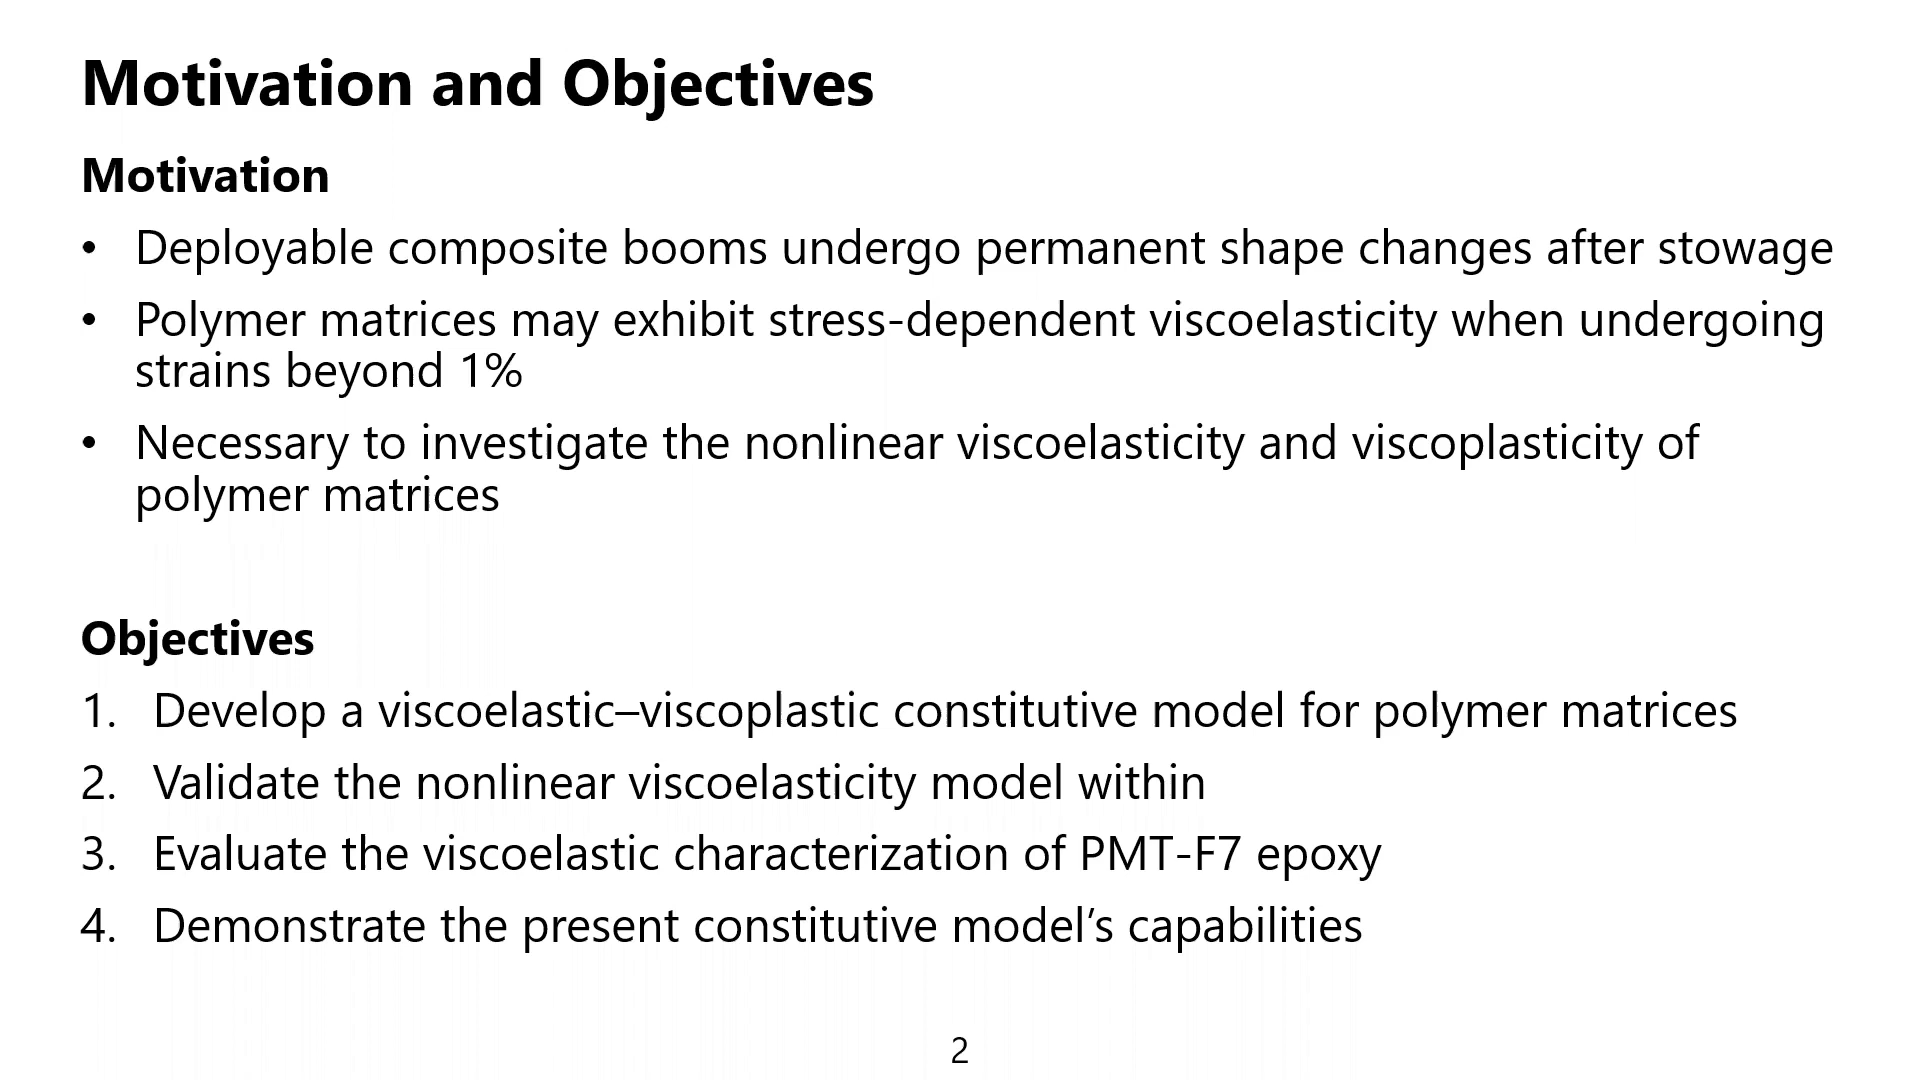 Motivation and Objectives
Motivation
• Deployable composite booms undergo permanent shape changes after stowage
• Polymer matrices may exhibit stress-dependent viscoelasticity when undergoing
strains beyond 1%
• Necessary to investigate the nonlinear viscoelasticity and viscoplasticity of
polymer matrices
Objectives
1. Develop a viscoelastic–viscoplastic constitutive model for polymer matrices
2. Validate the nonlinear viscoelasticity model within
3. Evaluate the viscoelastic characterization of PMT-F7 epoxy
4. Demonstrate the present constitutive model’s capabilities
2